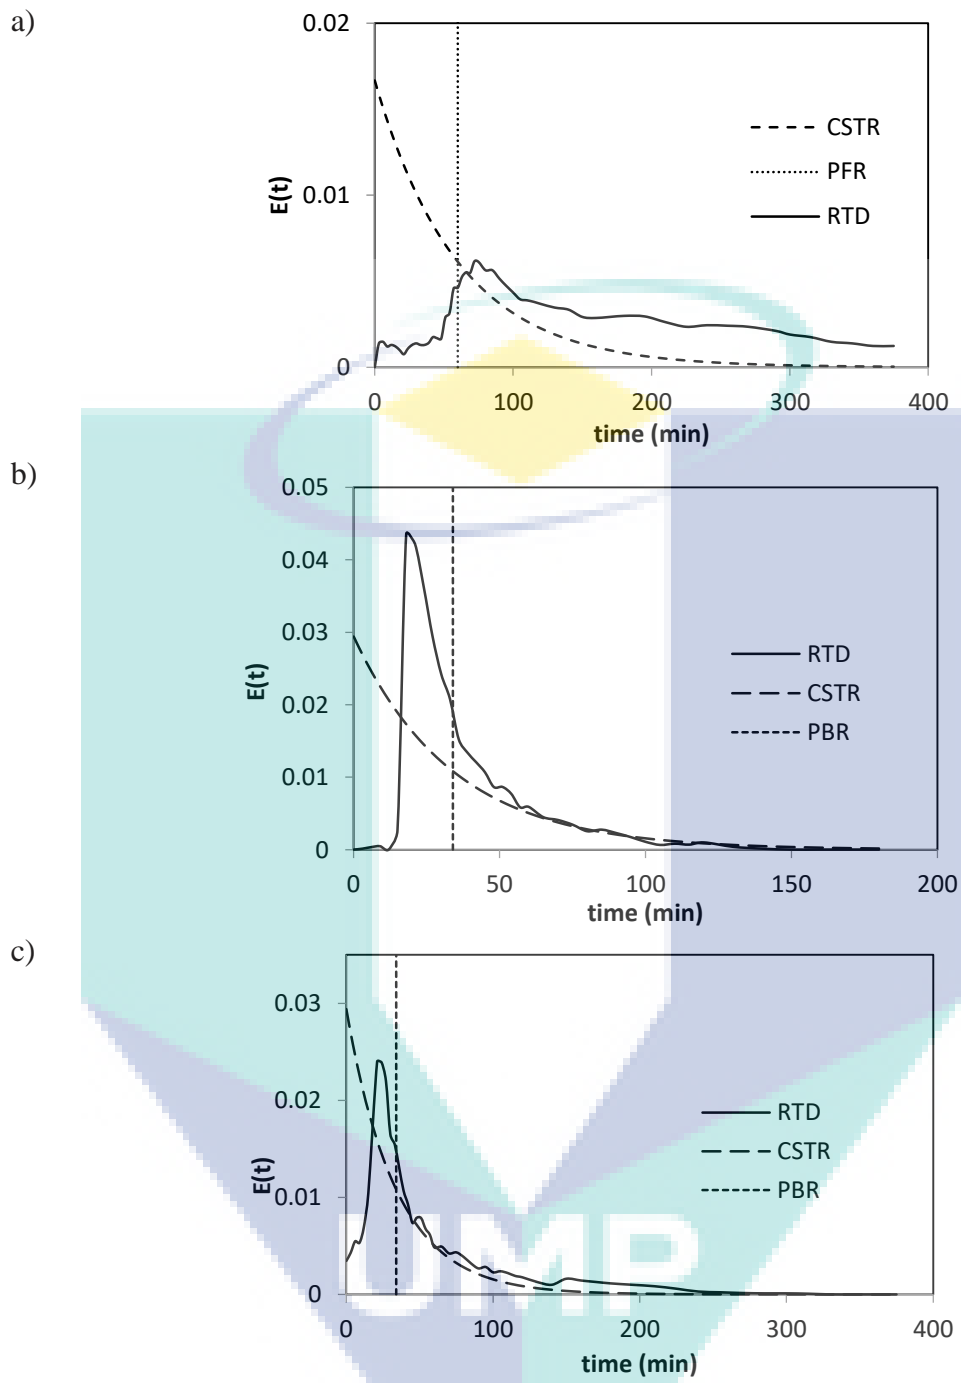 a)
0.02
0.01
0
E(t)
CSTR
PFR
RTD
0 100 200 300 400
time (min)
b)
0.05
0.04
0.03
0.02
0.01
0
E(t)
RTD
CSTR
PBR
0 50 100 150 200
time (min)
c)
0.03
0.02
0.01
0
E(t)
RTD
CSTR
PBR
UMP
0 100 200 300 400
time (min)